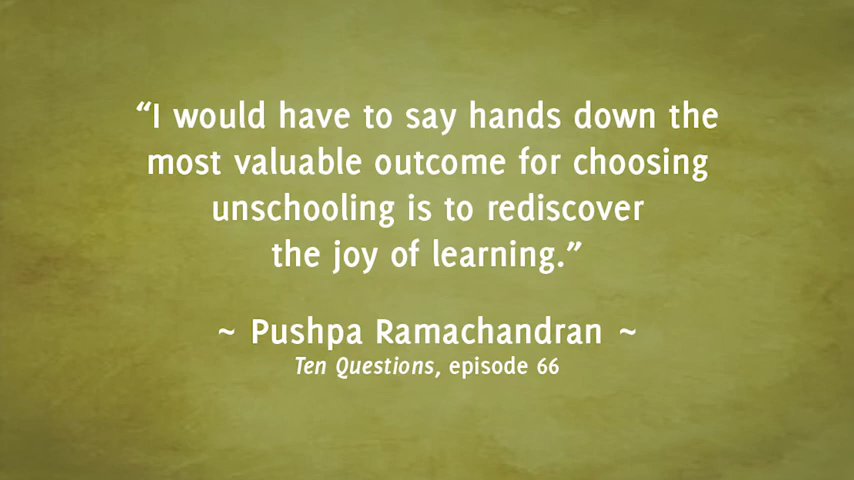 “I would have to say hands down the
most valuable outcome for choosing
unschooling is to rediscover
the joy of learning.”
~ Pushpa Ramachandran ~
Ten Questions, episode 66